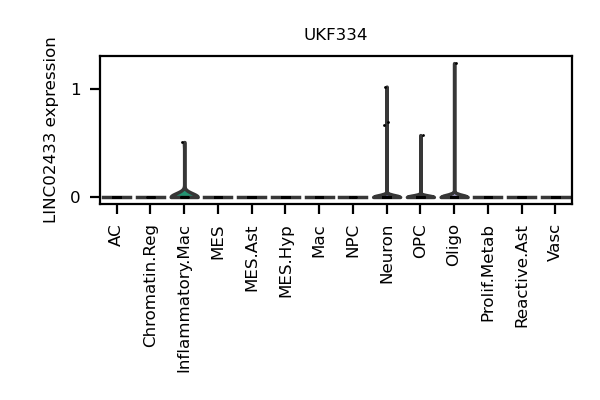 UKF334
LINC02433 expression
1
0
AC
Chromatin.Reg
Inflammatory.Mac
MES
MES.Ast
MES.Hyp
Mac
NPC
Neuron
OPC
Oligo
Prolif.Metab
Reactive.Ast
Vasc